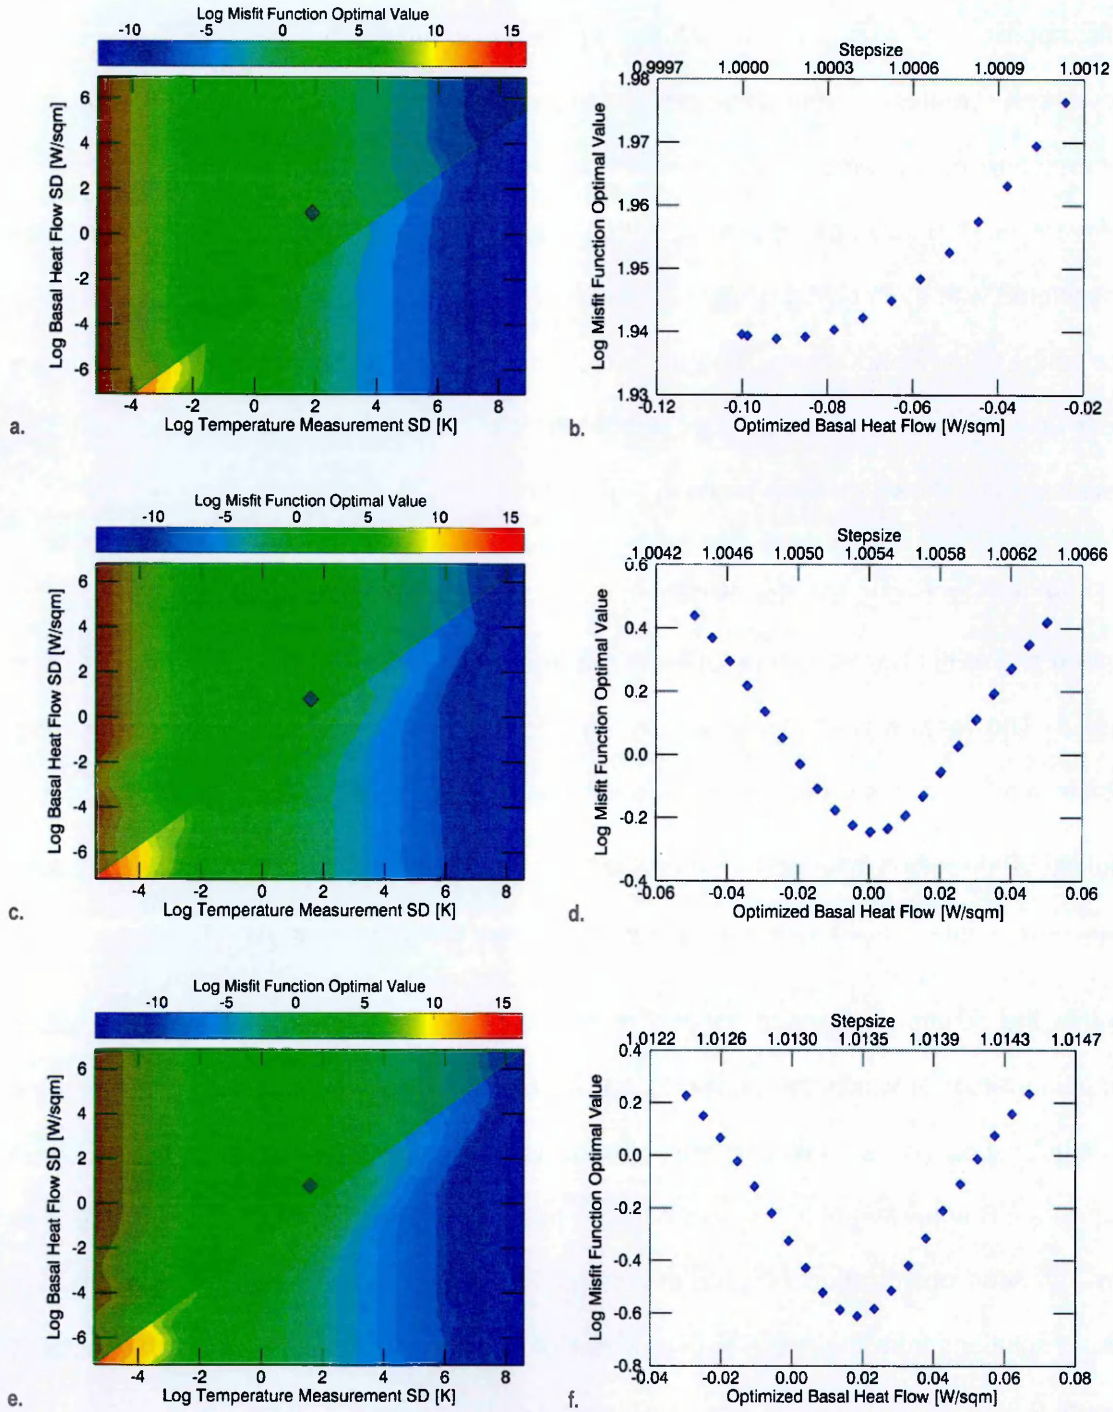 Log Misfit Function Optimal Value
-10 -5 0 5 10 15
Log Basal Heat Flow SD [W/sqm]
6
4
2
0
-2
-4
-6
-4 -2 0 2 4 6 8
Log Temperature Measurement SD [K]
a.
Stepsize
0.9997 1.0000 1.0003 1.0006 1.0009 1.0012
Log Misfit Function Optimal Value
1.98
1.97
1.96
1.95
1.94
1.93
-0.12 -0.10 -0.08 -0.06 -0.04 -0.02
Optimized Basal Heat Flow [W/sqm]
b.
Log Misfit Function Optimal Value
-10 -5 0 5 10 15
Log Basal Heat Flow SD [W/sqm]
6
4
2
0
-2
-4
-6
-4 -2 0 2 4 6 8
Log Temperature Measurement SD [K]
c.
Stepsize
1.0042 1.0046 1.0050 1.0054 1.0058 1.0062 1.0066
Log Misfit Function Optimal Value
0.6
0.4
0.2
0.0
-0.2
-0.4
-0.06 -0.04 -0.02 0.00 0.02 0.04 0.06
Optimized Basal Heat Flow [W/sqm]
d.
Log Misfit Function Optimal Value
-10 -5 0 5 10 15
Log Basal Heat Flow SD [W/sqm]
6
4
2
0
-2
-4
-6
-4 -2 0 2 4 6 8
Log Temperature Measurement SD [K]
e.
Stepsize
1.0122 1.0126 1.0130 1.0135 1.0139 1.0143 1.0147
Log Misfit Function Optimal Value
0.4
0.2
0.0
-0.2
-0.4
-0.6
-0.8
-0.04 -0.02 0.00 0.02 0.04 0.06 0.08
Optimized Basal Heat Flow [W/sqm]
f.